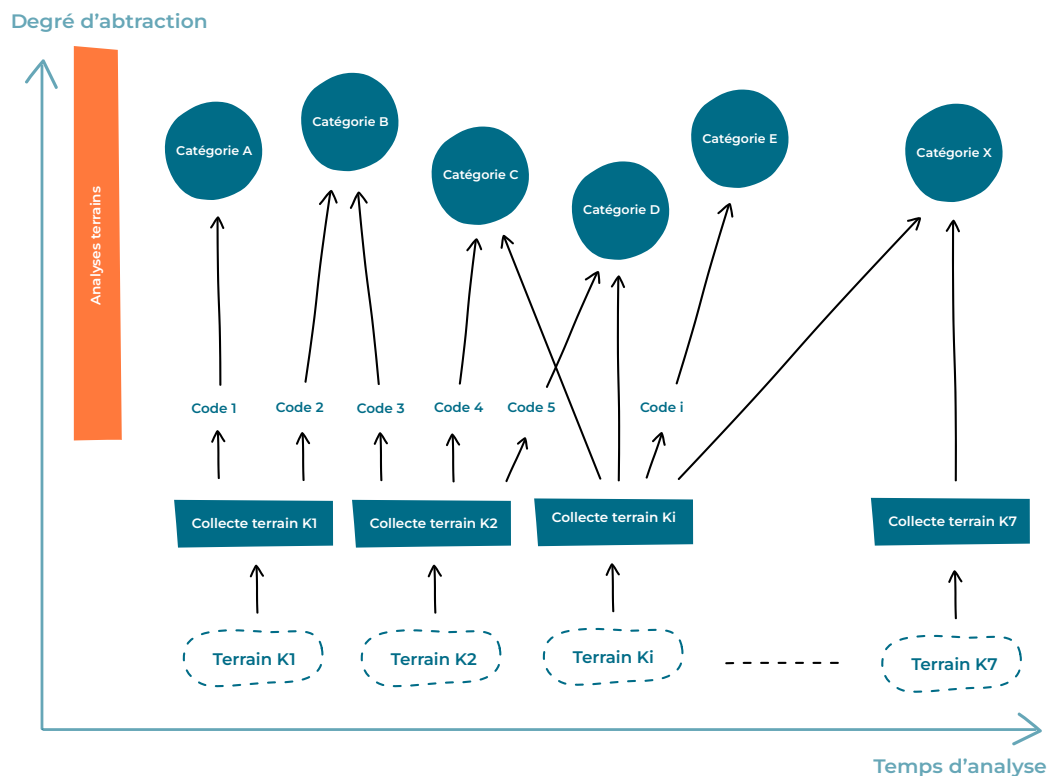 Degré d’abtraction
Analyses terrains
Catégorie A
Catégorie B
Catégorie C
Catégorie D
Catégorie E
Catégorie X
Code 1
Code 2
Code 3
Code 4
Code 5
Code i
Collecte terrain K1
Collecte terrain K2
Collecte terrain Ki
Collecte terrain K7
Terrain K1
Terrain K2
Terrain Ki
Terrain K7
Temps d’analyse